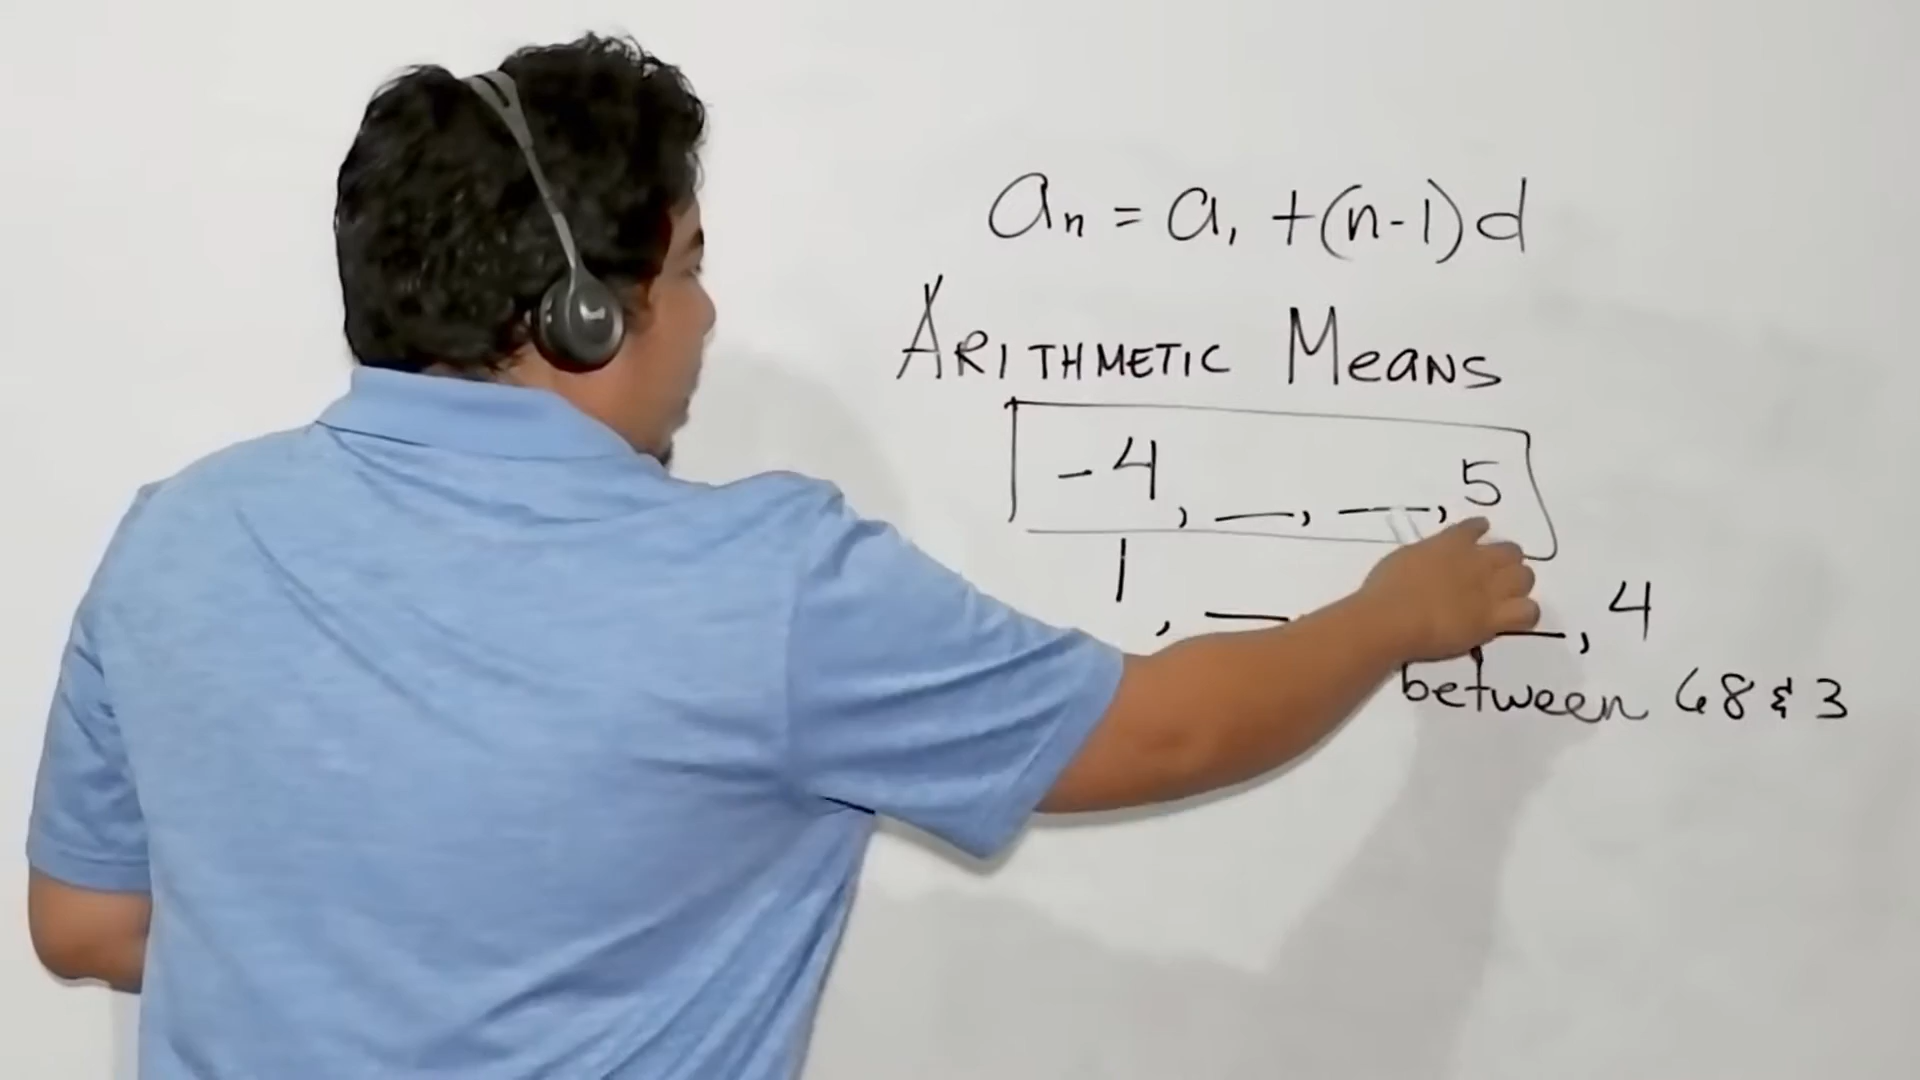 an = a1 + (n-1)d
ARITHMETIC MeaNS
-4, __, __, 5
1, __ __, 4
between 68 & 3